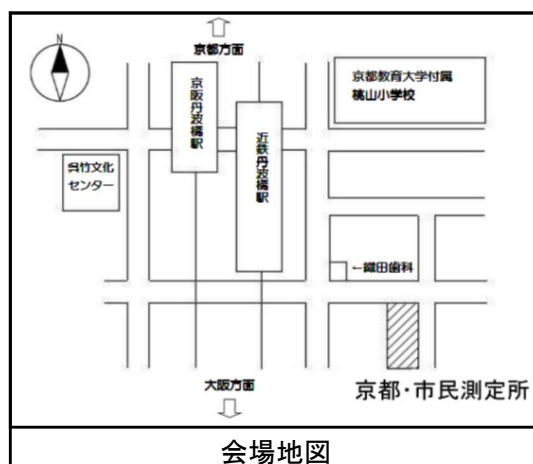 N
京都方面
京都教育大学付属
桃山小学校
京阪丹波橋駅
近鉄丹波橋駅
呉竹文化
センター
←織田歯科
大阪方面
京都・市民測定所
会場地図